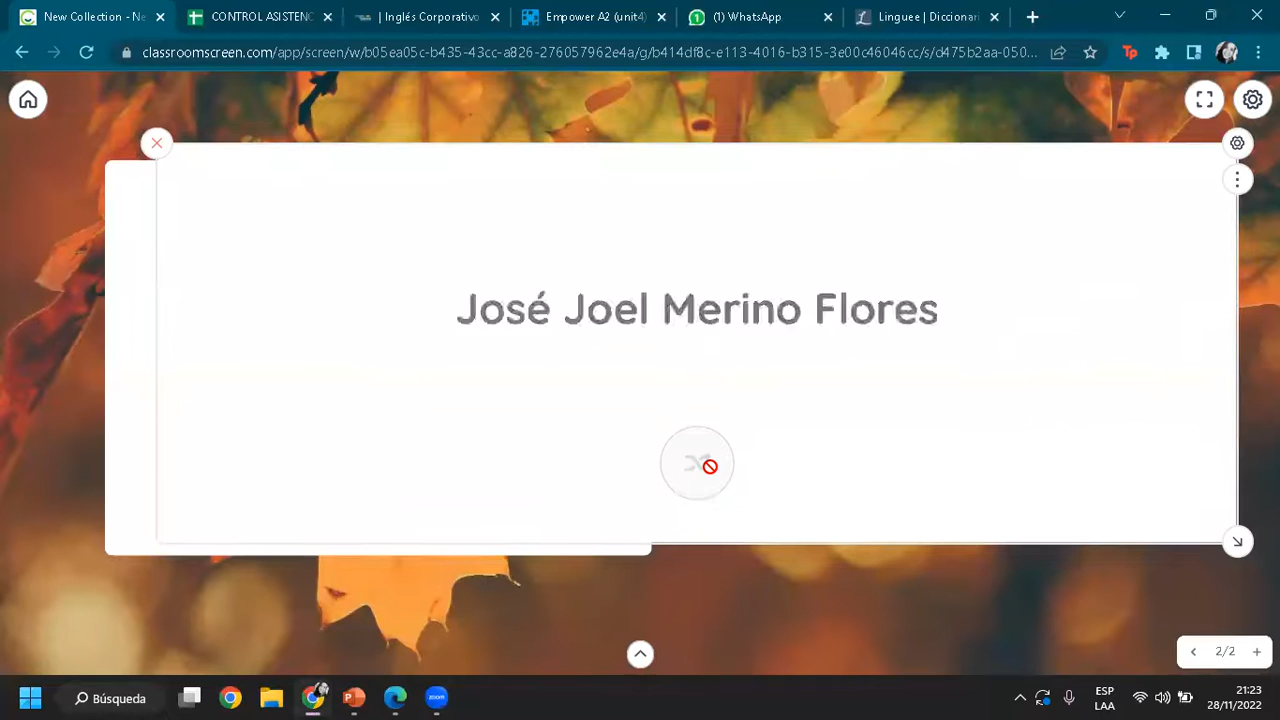 New Collection - Ne
CONTROL ASISTENC
| Inglés Corporativo
Empower A2 (unit4)
(1) WhatsApp
Linguee | Diccionari
classroomscreen.com/app/screen/w/b05ea05c-b435-43cc-a826-276057962e4a/g/b414df8c-e113-4016-b315-3e00c46046cc/s/d475b2aa-050...
José Joel Merino Flores
2/2
Búsqueda
zoom
ESP
LAA
21:23
28/11/2022